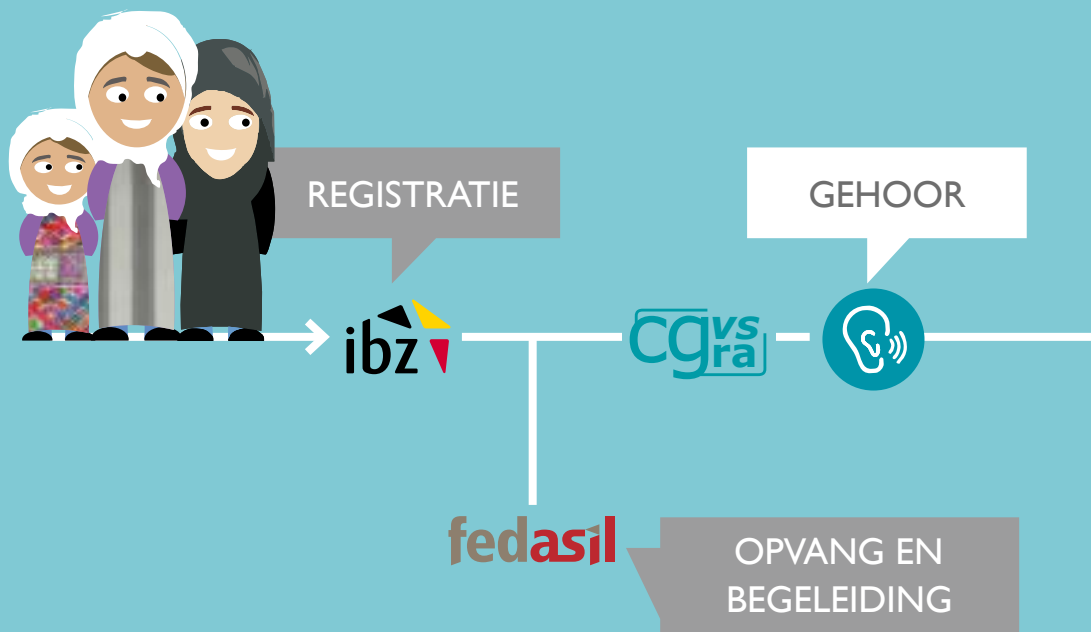 REGISTRATIE
GEHOOR
ibz
cgvs
ra
fedasil
OPVANG EN
BEGELEIDING